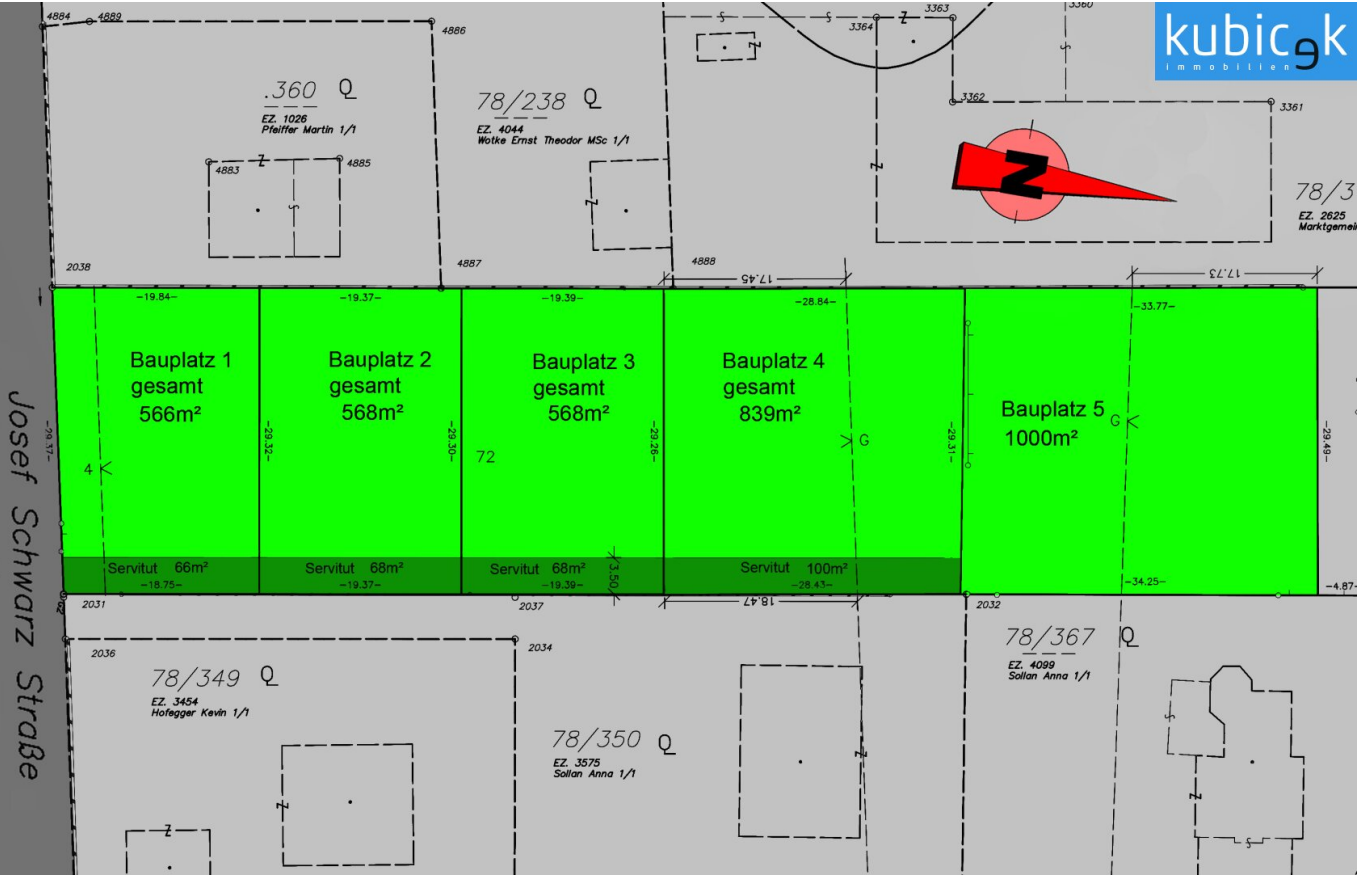 4884
4889
4886
3364
3363
3360
kubicek
immobilien
.360 Q
EZ. 1026
Pfeiffer Martin 1/1
78/238 Q
EZ. 4044
Wotke Ernst Theodor MSc 1/1
3362
3361
4883
4885
N
78/3
EZ. 2625
Marktgemei
2038
4887
4888
17.45
17.73
-19.84-
-19.37-
-19.39-
-28.84-
-33.77-
Bauplatz 1
gesamt
566m²
Bauplatz 2
gesamt
568m²
Bauplatz 3
gesamt
568m²
Bauplatz 4
gesamt
839m²
Bauplatz 5
1000m²
-29.37-
-29.32-
-29.30-
-29.26-
-29.31-
-29.49-
4
72
G
G
Servitut 66m²
-18.75-
Servitut 68m²
-19.37-
Servitut 68m²
-19.39-
3.50
Servitut 100m²
-28.43-
-34.25-
-4.87-
2031
2037
18.47
2032
2036
2034
78/349 Q
EZ. 3454
Hofegger Kevin 1/1
78/350 Q
EZ. 3575
Sollan Anna 1/1
78/367 Q
EZ. 4099
Sollan Anna 1/1
Josef Schwarz Straße